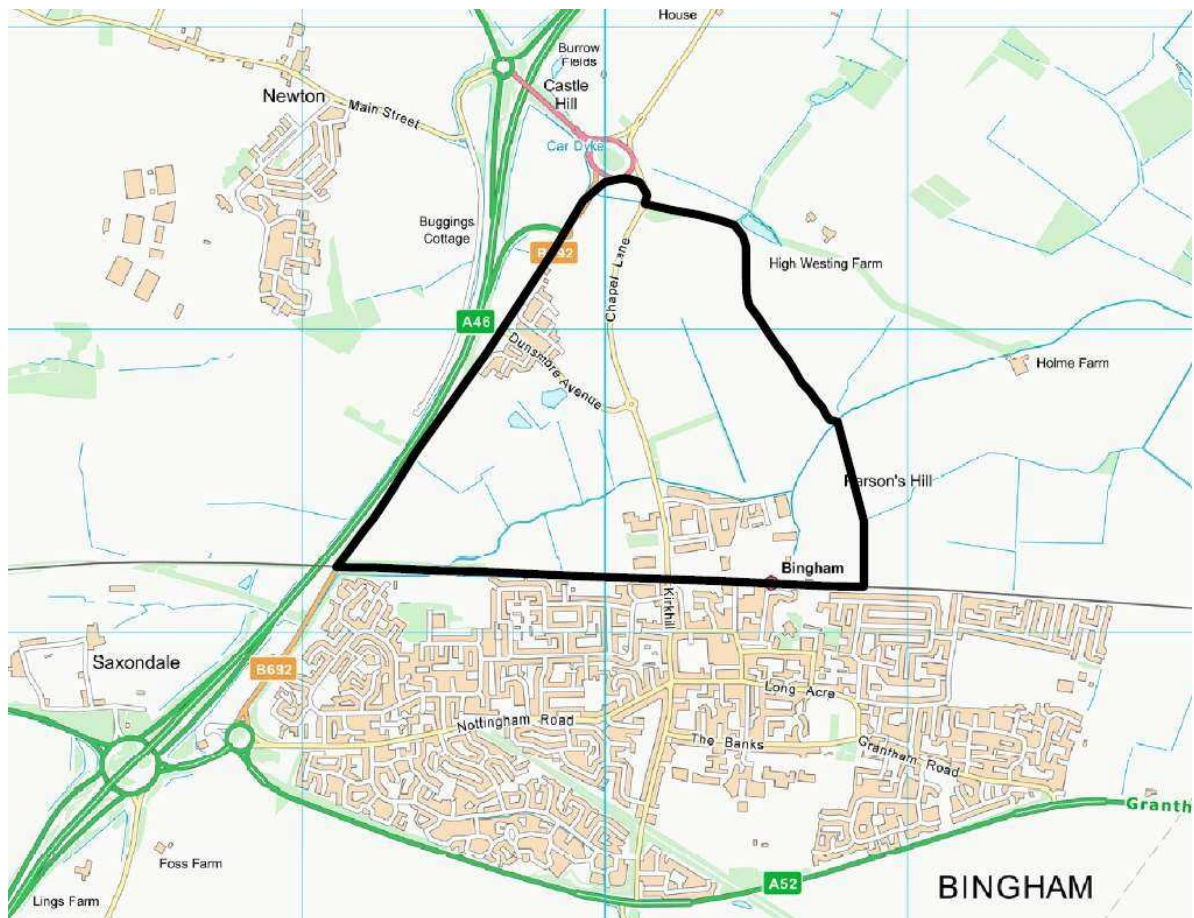 House
Burrow
Fields
Castle
Hill
Newton
Main Street
Car Dyke
Buggings
Cottage
Chapel Lane
High Westing Farm
A46
Dunsmore Avenue
Holme Farm
Parson's Hill
Bingham
Kirkhill
Saxondale
B692
Long Acre
Nottingham Road
The Banks
Grantham Road
Granth
Foss Farm
A52
BINGHAM
Lings Farm